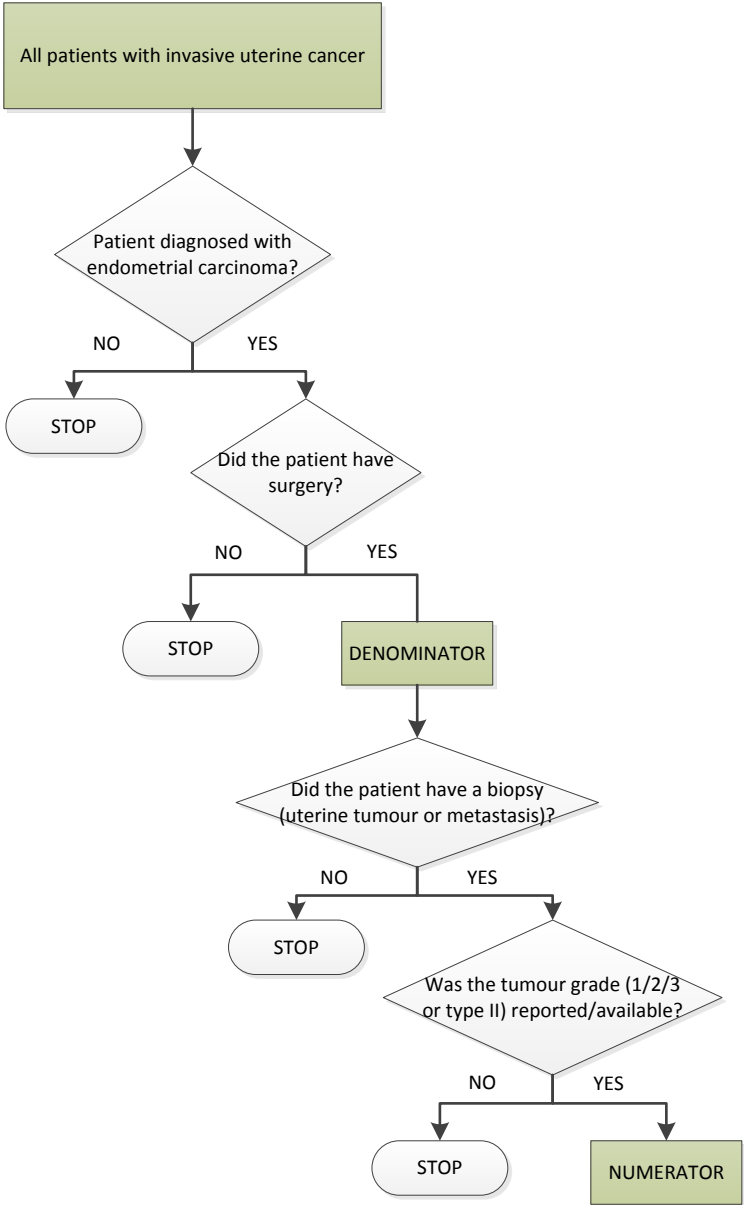 All patients with invasive uterine cancer
Patient diagnosed with
endometrial carcinoma?
NO
YES
STOP
Did the patient have
surgery?
NO
YES
STOP
DENOMINATOR
Did the patient have a biopsy
(uterine tumour or metastasis)?
NO
YES
STOP
Was the tumour grade (1/2/3
or type II) reported/available?
NO
YES
STOP
NUMERATOR